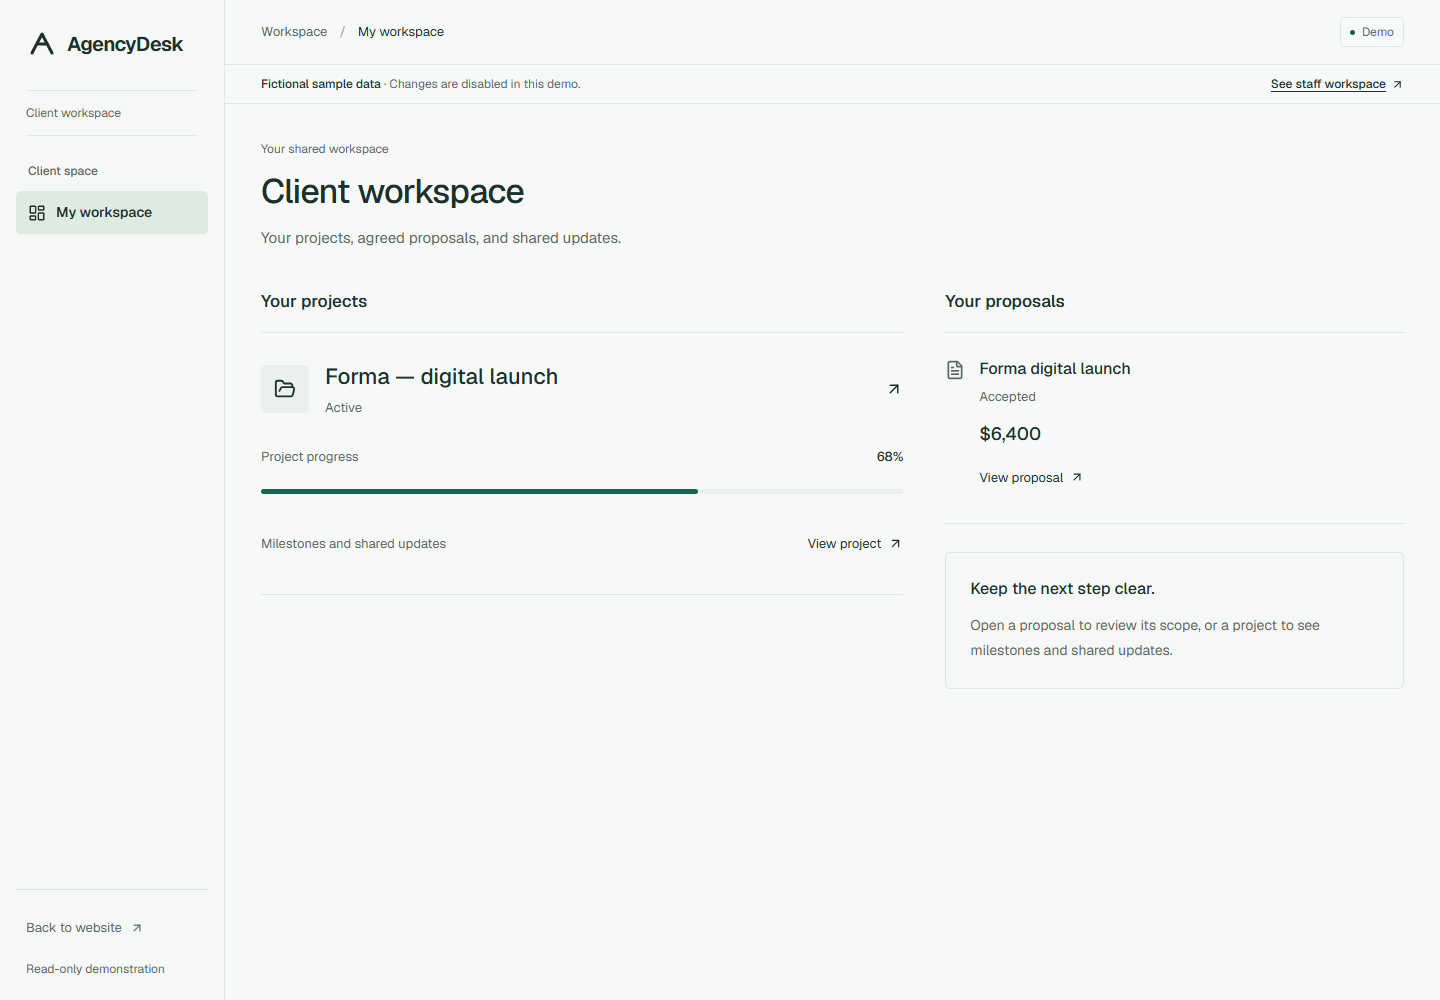 AgencyDesk
Client workspace
Client space
My workspace
Back to website
Read-only demonstration
Workspace / My workspace
Demo
Fictional sample data · Changes are disabled in this demo.
See staff workspace
Your shared workspace
Client workspace
Your projects, agreed proposals, and shared updates.
Your projects
Forma — digital launch
Active
Project progress
68%
Milestones and shared updates
View project
Your proposals
Forma digital launch
Accepted
$6,400
View proposal
Keep the next step clear.
Open a proposal to review its scope, or a project to see
milestones and shared updates.